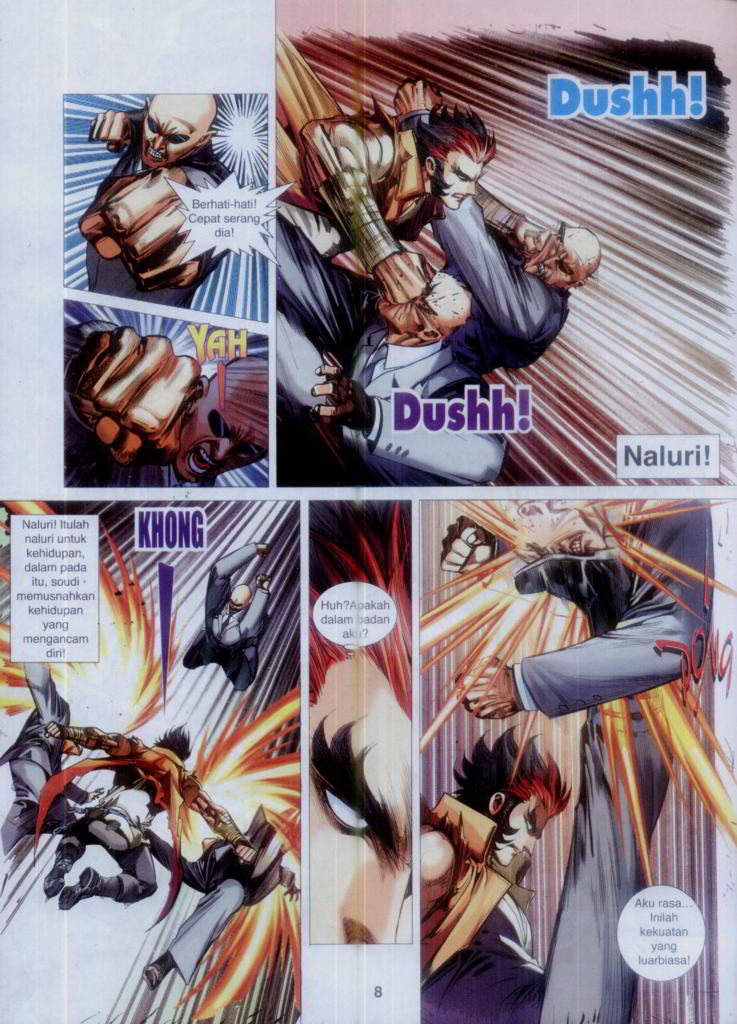 Berhati-hati!
Cepat serang
dia!
YAH
!
Dushh!
Dushh!
Naluri!
Naluri! Itulah
naluri untuk
kehidupan,
dalam pada
itu, soudi
memusnahkan
kehidupan
yang
mengancam
diri!
KHONG
!
Huh?Apakah
dalam badan
aku?
DONG
!
Aku rasa...
Inilah
kekuatan
yang
luarbiasa!
8